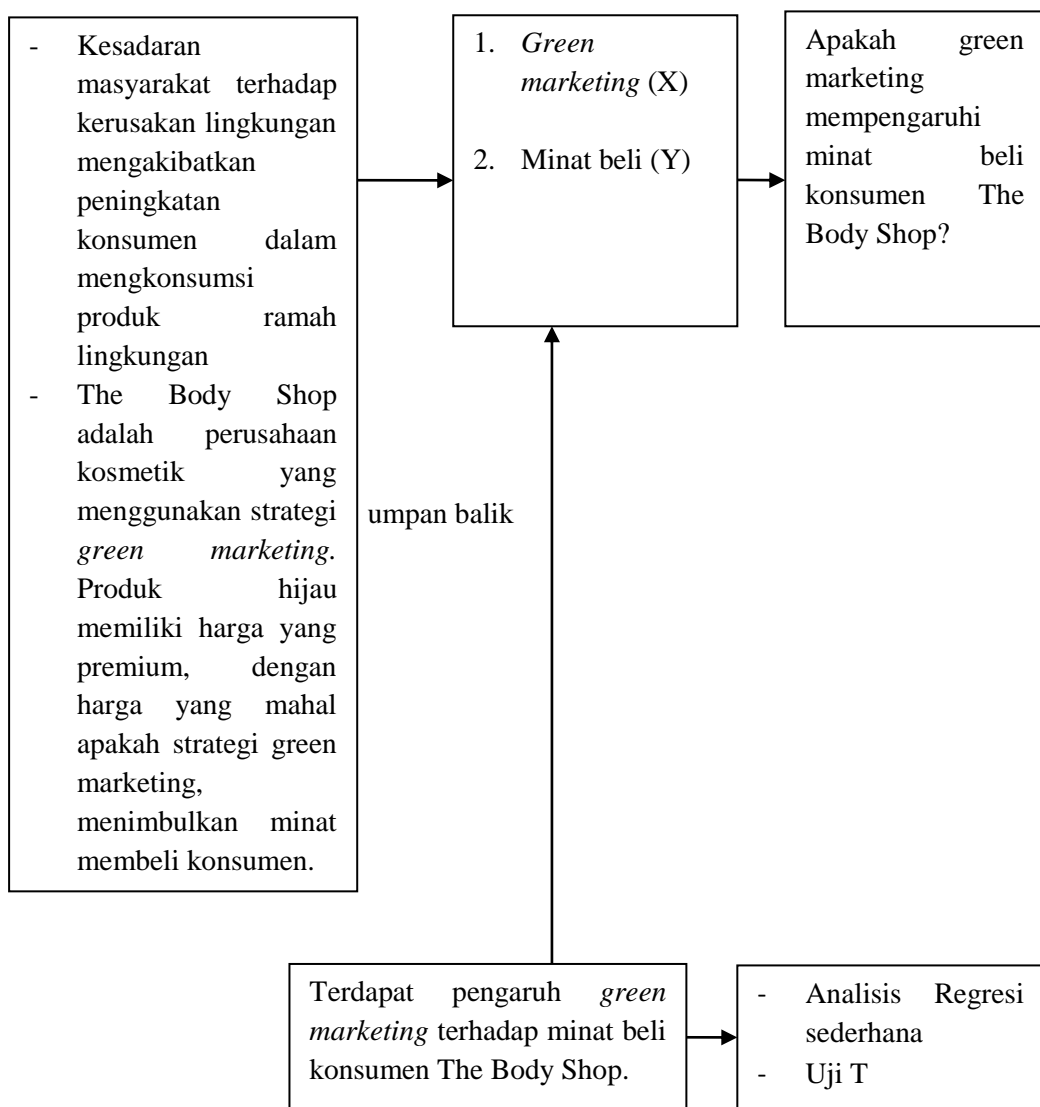 - Kesadaran
masyarakat terhadap
kerusakan lingkungan
mengakibatkan
peningkatan
konsumen dalam
mengkonsumsi
produk ramah
lingkungan
- The Body Shop
adalah perusahaan
kosmetik yang
menggunakan strategi
green marketing.
Produk hijau
memiliki harga yang
premium, dengan
harga yang mahal
apakah strategi green
marketing,
menimbulkan minat
membeli konsumen.
1. Green
marketing (X)
2. Minat beli (Y)
Apakah green
marketing
mempengaruhi
minat beli
konsumen The
Body Shop?
umpan balik
Terdapat pengaruh green
marketing terhadap minat beli
konsumen The Body Shop.
- Analisis Regresi
sederhana
- Uji T